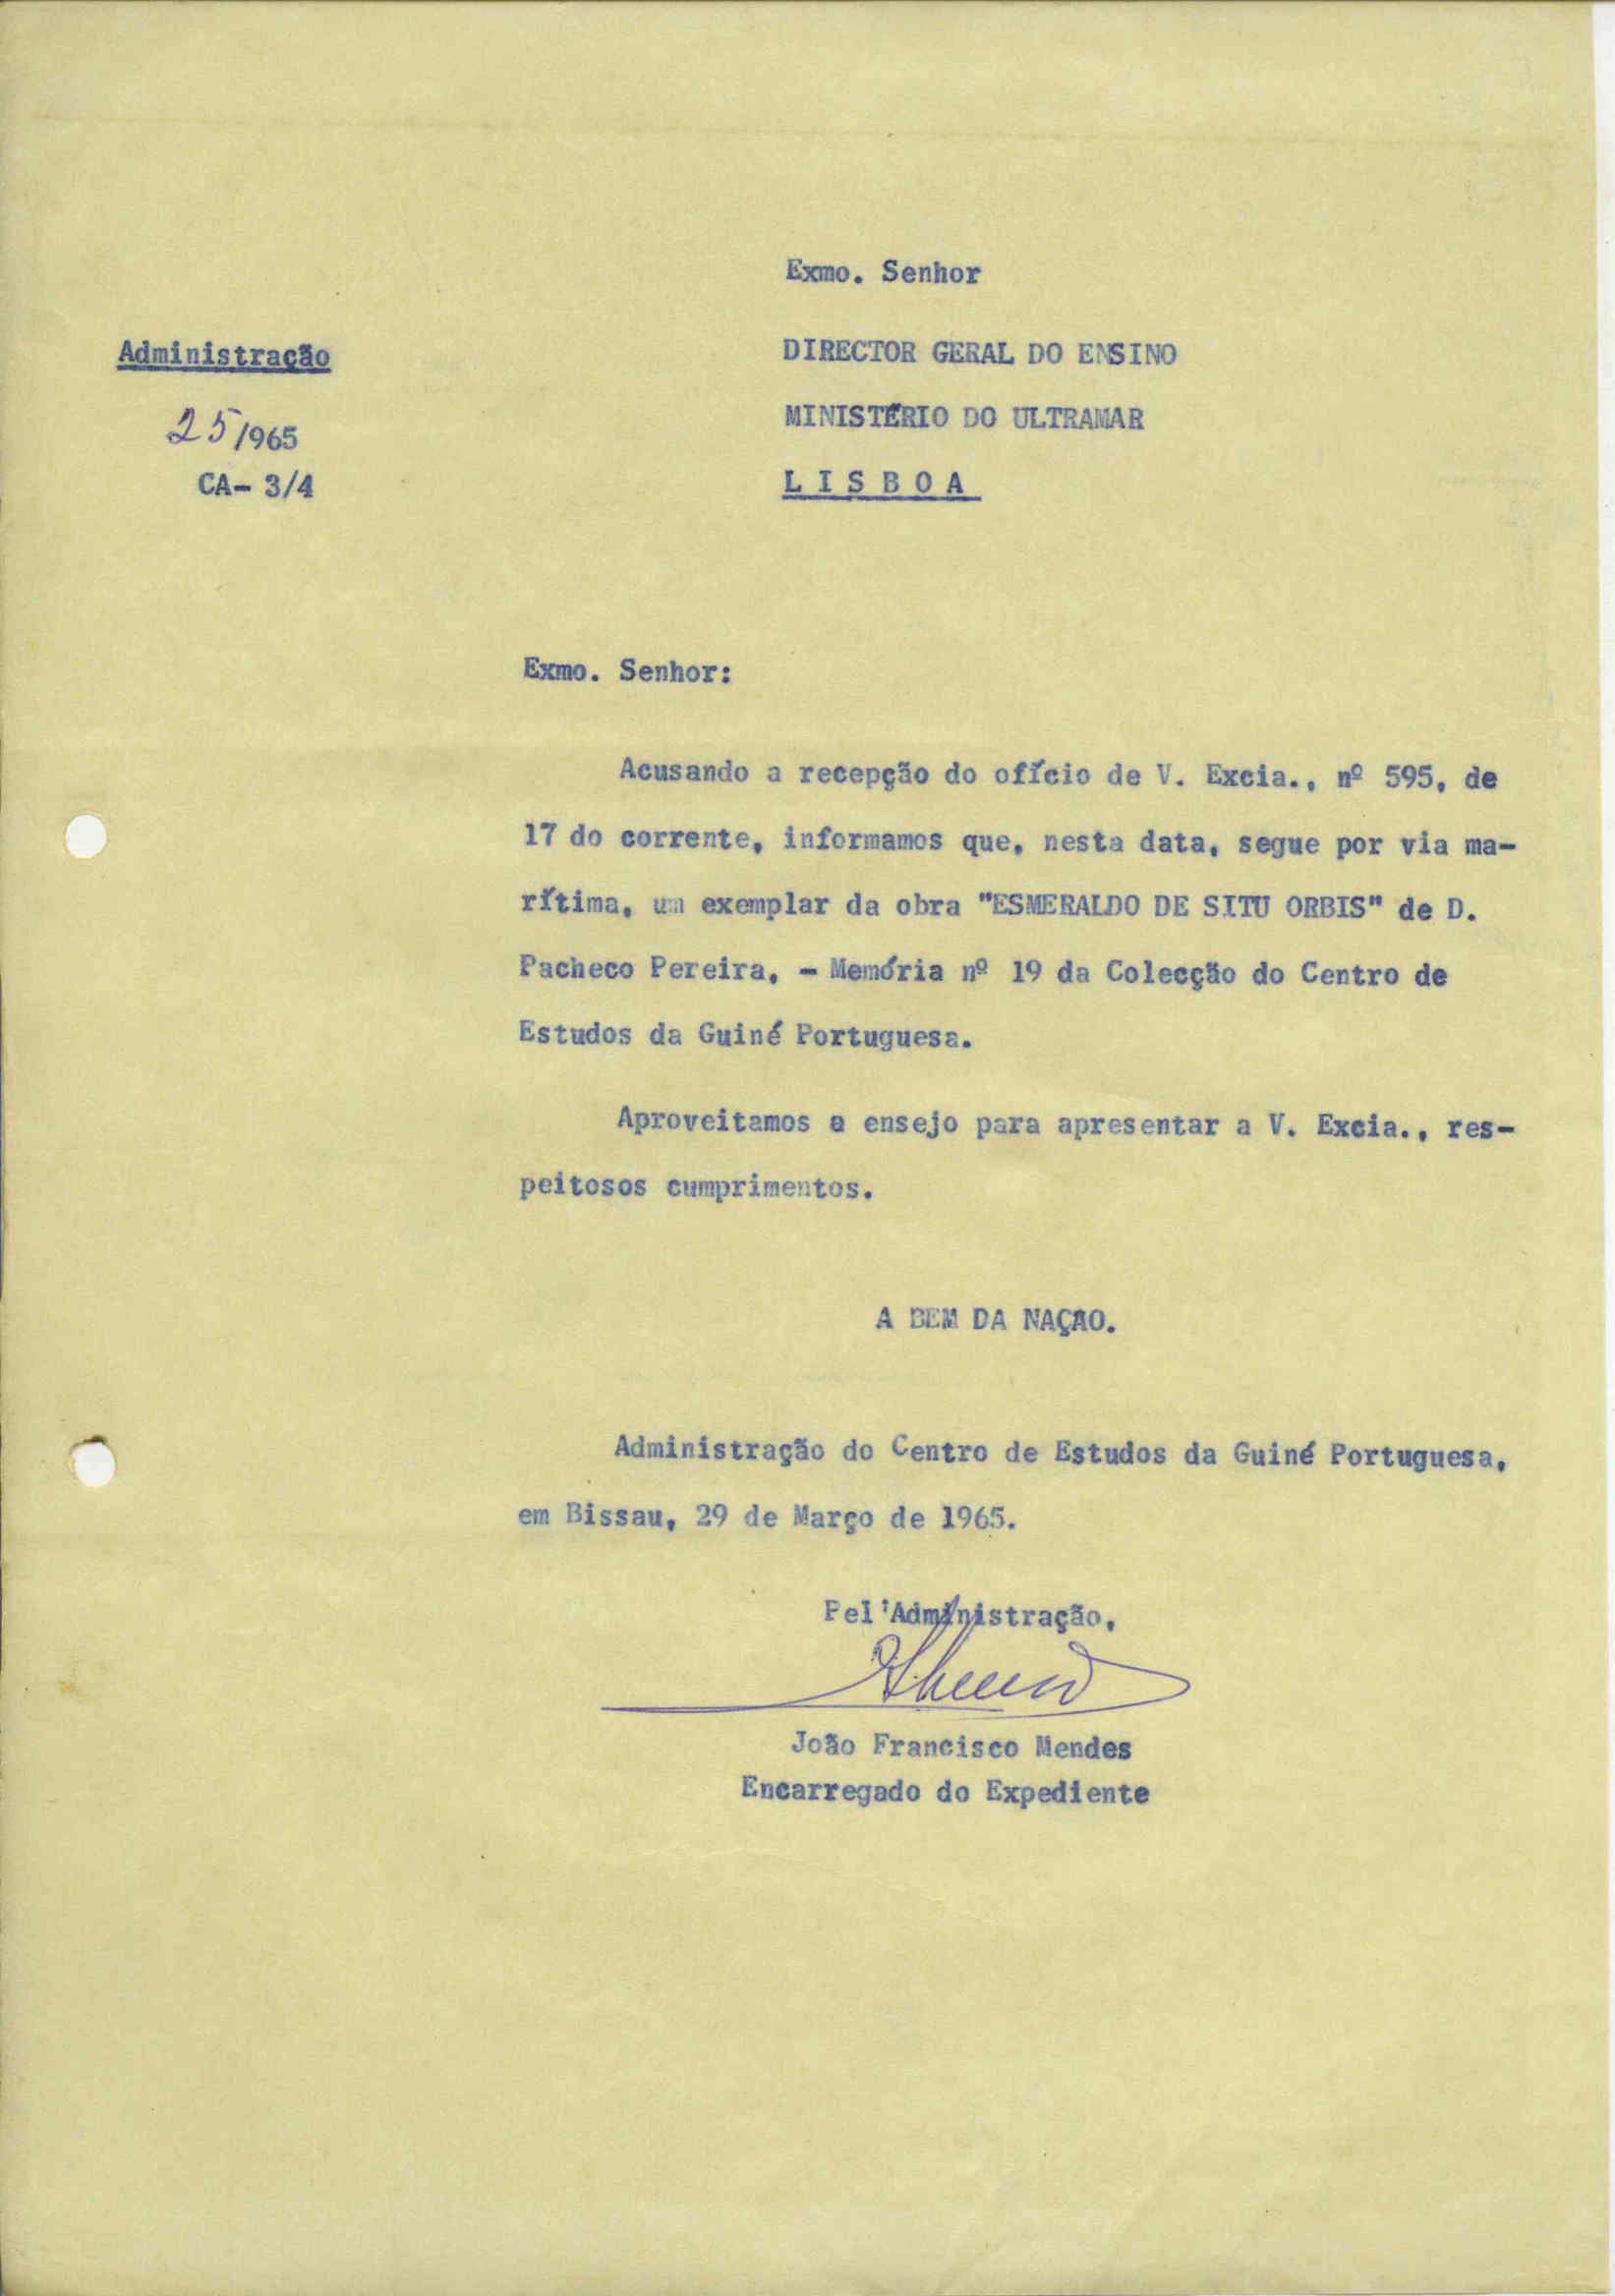 Exmo. Senhor
Administração
DIRECTOR GERAL DO ENSINO
25/965
MINISTÉRIO DO ULTRAMAR
CA- 3/4
L I S B O A
Exmo. Senhor:
Acusando a recepção do ofício de V. Excia., nº 595, de
17 do corrente, informamos que, nesta data, segue por via ma-
rítima, um exemplar da obra "ESMERALDO DE SITU ORBIS" de D.
Pacheco Pereira, - Memória nº 19 da Colecção do Centro de
Estudos da Guiné Portuguesa.
Aproveitamos o ensejo para apresentar a V. Excia., res-
peitosos cumprimentos.
A BEM DA NAÇÃO.
Administração do Centro de Estudos da Guiné Portuguesa,
em Bissau, 29 de Março de 1965.
Pel'Administração,
João Francisco Mendes
Encarregado do Expediente